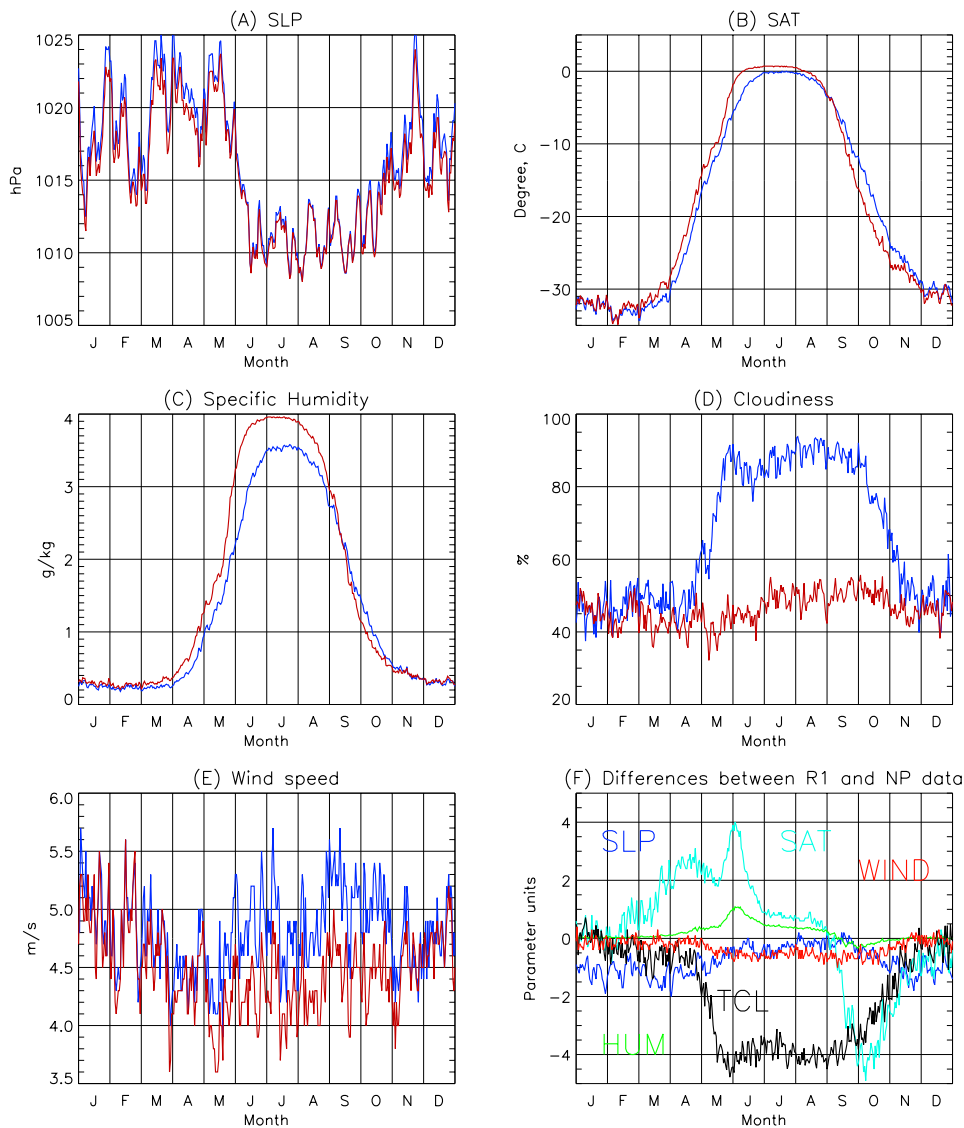 (A) SLP
1025
1020
1015
1010
1005
hPa
J F M A M J J A S O N D
Month
(B) SAT
0
-10
-20
-30
Degree, C
J F M A M J J A S O N D
Month
(C) Specific Humidity
4
3
2
1
0
g/kg
J F M A M J J A S O N D
Month
(D) Cloudiness
100
80
60
40
20
%
J F M A M J J A S O N D
Month
(E) Wind speed
6.0
5.5
5.0
4.5
4.0
3.5
m/s
J F M A M J J A S O N D
Month
(F) Differences between R1 and NP data
4
2
0
-2
-4
Parameter units
SLP
SAT
WIND
TCL
HUM
J F M A M J J A S O N D
Month